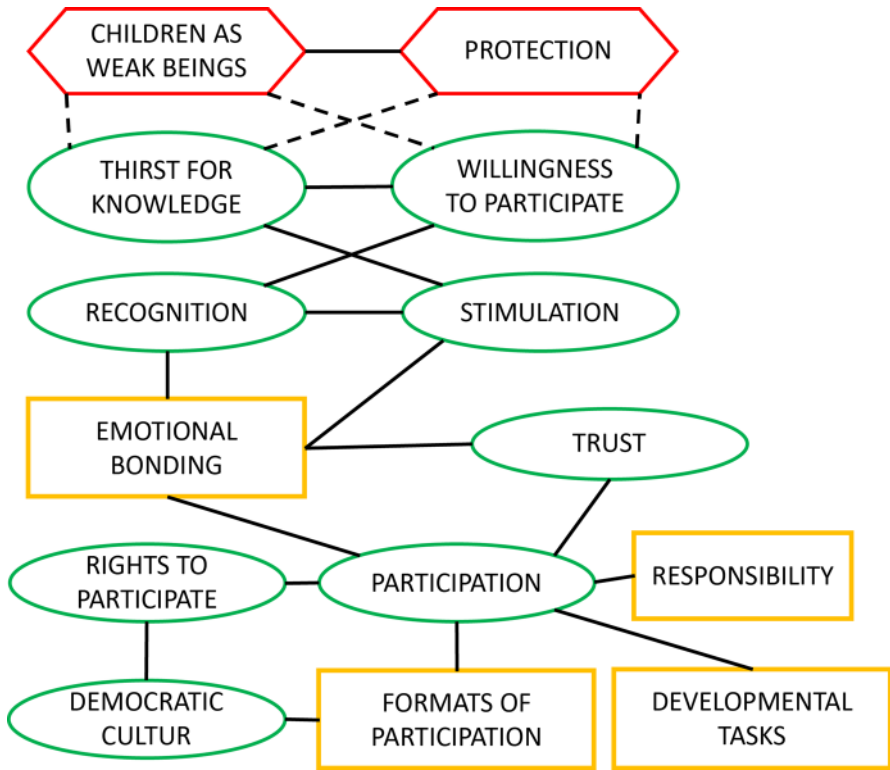 CHILDREN AS
WEAK BEINGS
PROTECTION
THIRST FOR
KNOWLEDGE
WILLINGNESS
TO PARTICIPATE
RECOGNITION
STIMULATION
EMOTIONAL
BONDING
TRUST
RIGHTS TO
PARTICIPATE
PARTICIPATION
RESPONSIBILITY
DEMOCRATIC
CULTUR
FORMATS OF
PARTICIPATION
DEVELOPMENTAL
TASKS